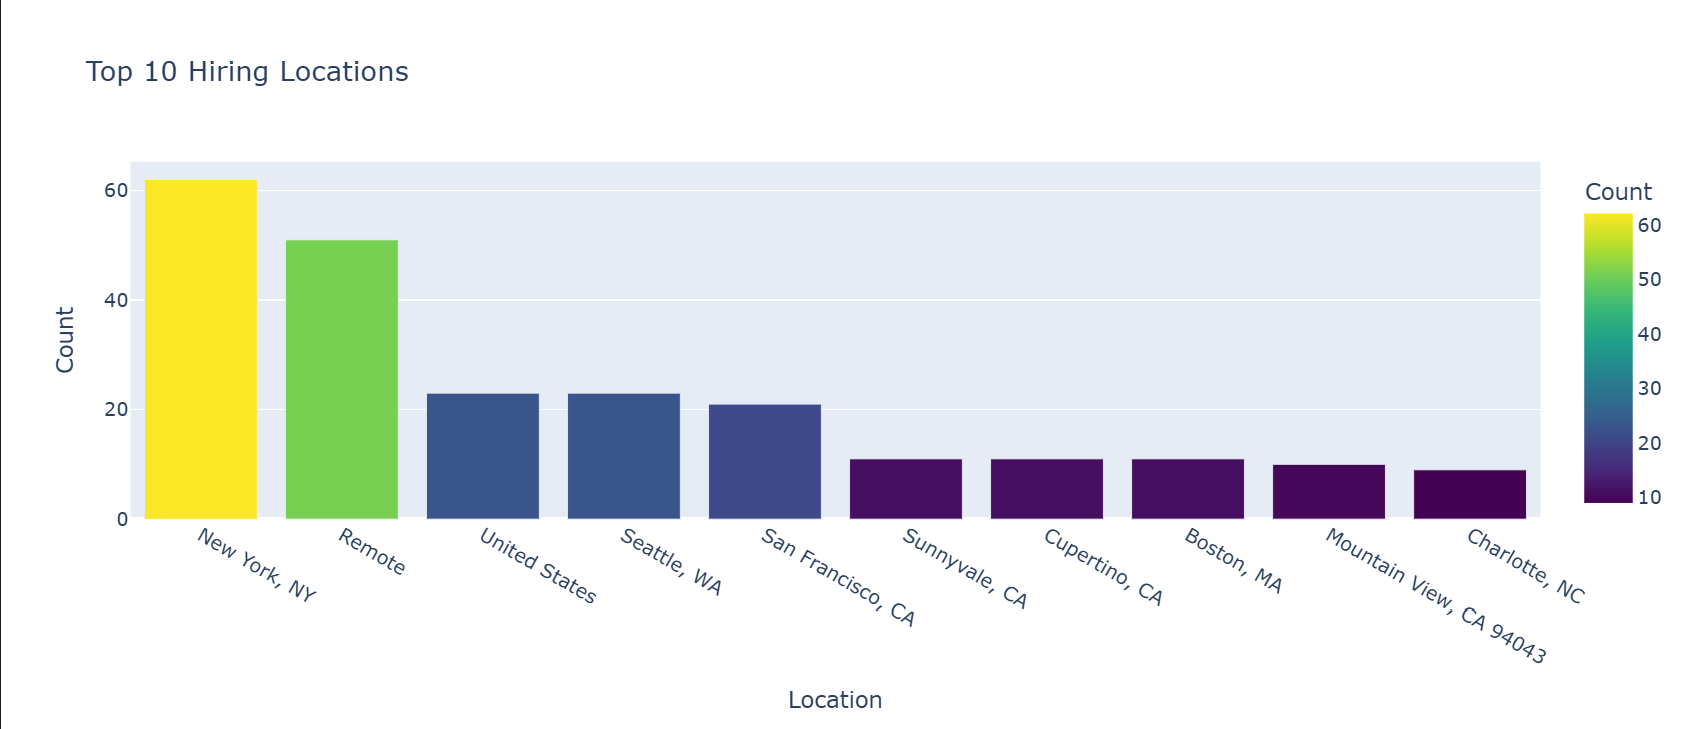 Top 10 Hiring Locations
Count
60
40
20
0
New York, NY
Remote
United States
Seattle, WA
San Francisco, CA
Sunnyvale, CA
Cupertino, CA
Boston, MA
Mountain View, CA 94043
Charlotte, NC
Location
Count
60
50
40
30
20
10